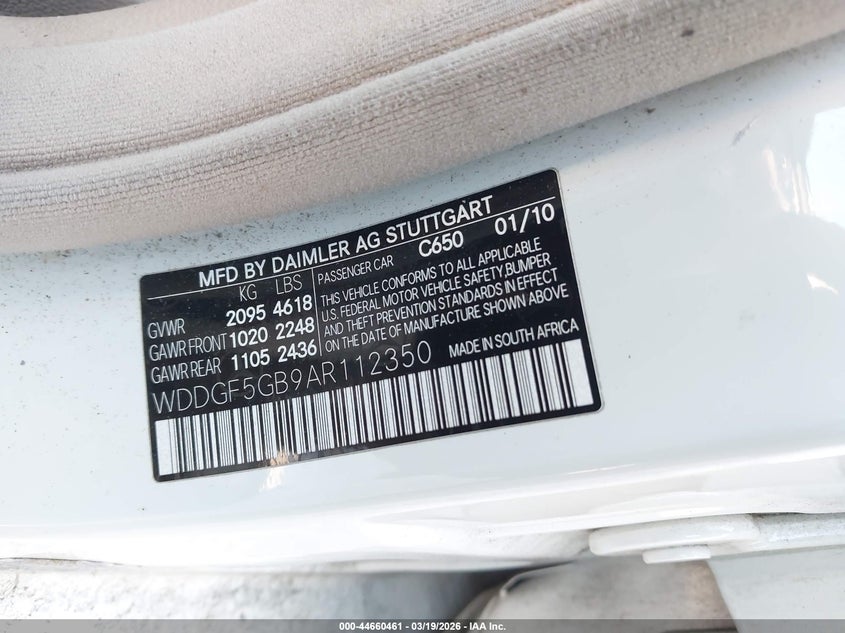 MFD BY DAIMLER AG STUTTGART
KG LBS
GVWR 2095 4618
GAWR FRONT 1020 2248
GAWR REAR 1105 2436
PASSENGER CAR C650 01/10
THIS VEHICLE CONFORMS TO ALL APPLICABLE
U.S. FEDERAL MOTOR VEHICLE SAFETY, BUMPER
AND THEFT PREVENTION STANDARDS IN EFFECT
ON THE DATE OF MANUFACTURE SHOWN ABOVE
WDDGF5GB9AR112350
MADE IN SOUTH AFRICA
000-44660461 - 03/19/2026 - IAA Inc.